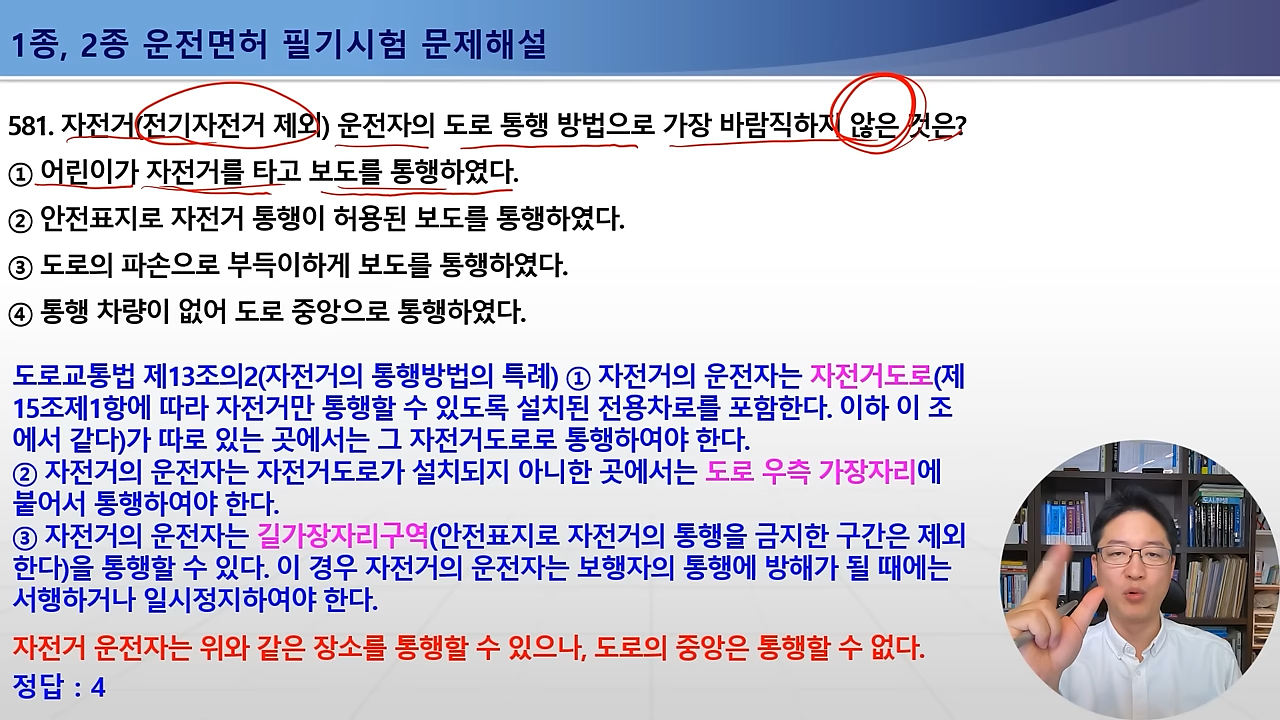 1종, 2종 운전면허 필기시험 문제해설
581. 자전거(전기자전거 제외) 운전자의 도로 통행 방법으로 가장 바람직하지 않은 것은?
① 어린이가 자전거를 타고 보도를 통행하였다.
② 안전표지로 자전거 통행이 허용된 보도를 통행하였다.
③ 도로의 파손으로 부득이하게 보도를 통행하였다.
④ 통행 차량이 없어 도로 중앙으로 통행하였다.
도로교통법 제13조의2(자전거의 통행방법의 특례) ① 자전거의 운전자는 자전거도로(제
15조제1항에 따라 자전거만 통행할 수 있도록 설치된 전용차로를 포함한다. 이하 이 조
에서 같다)가 따로 있는 곳에서는 그 자전거도로로 통행하여야 한다.
② 자전거의 운전자는 자전거도로가 설치되지 아니한 곳에서는 도로 우측 가장자리에
붙어서 통행하여야 한다.
③ 자전거의 운전자는 길가장자리구역(안전표지로 자전거의 통행을 금지한 구간은 제외
한다)을 통행할 수 있다. 이 경우 자전거의 운전자는 보행자의 통행에 방해가 될 때에는
서행하거나 일시정지하여야 한다.
자전거 운전자는 위와 같은 장소를 통행할 수 있으나, 도로의 중앙은 통행할 수 없다.
정답 : 4